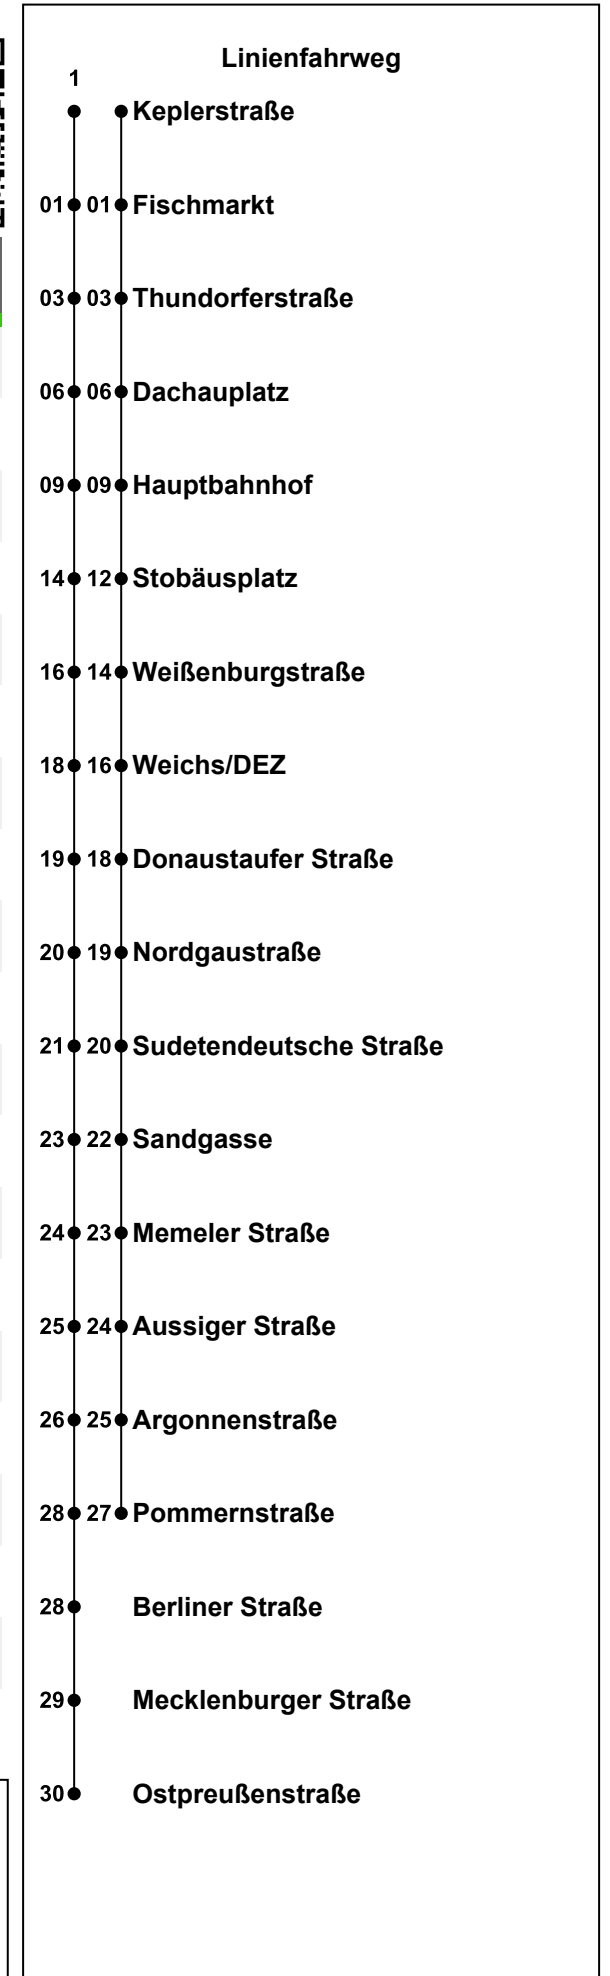 Linienfahrweg
1
Keplerstraße
01 01 Fischmarkt
03 03 Thundorferstraße
06 06 Dachauplatz
09 09 Hauptbahnhof
14 12 Stobäusplatz
16 14 Weißenburgstraße
18 16 Weichs/DEZ
19 18 Donaustaufer Straße
20 19 Nordgaustraße
21 20 Sudetendeutsche Straße
23 22 Sandgasse
24 23 Memeler Straße
25 24 Aussiger Straße
26 25 Argonnenstraße
28 27 Pommernstraße
28 Berliner Straße
29 Mecklenburger Straße
30 Ostpreußenstraße